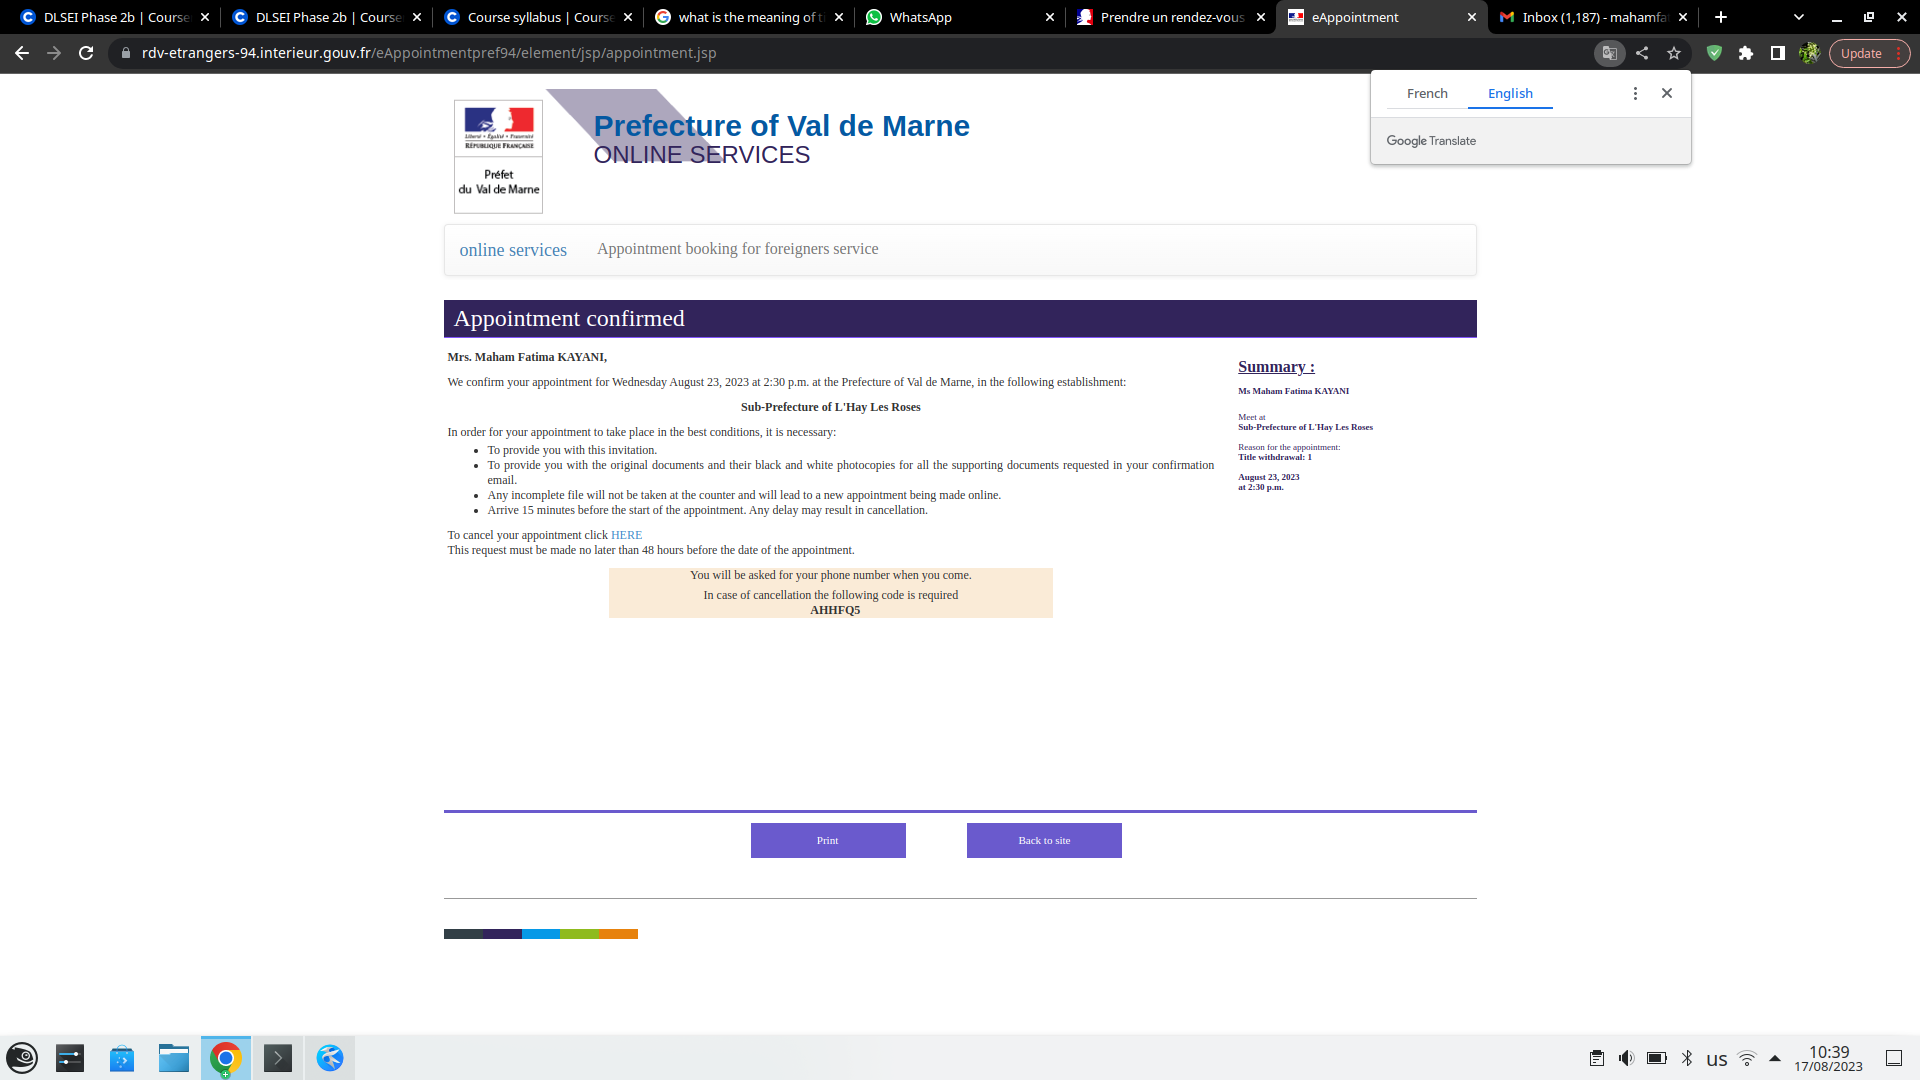 DLSEI Phase 2b | Course
DLSEI Phase 2b | Course
Course syllabus | Course
what is the meaning of ti
WhatsApp
Prendre un rendez-vous
eAppointment
Inbox (1,187) - mahamfat
rdv-etrangers-94.interieur.gouv.fr/eAppointmentpref94/element/jsp/appointment.jsp
Update
French
English
Google Translate
Liberté • Égalité • Fraternité
RÉPUBLIQUE FRANÇAISE
Préfet
du Val de Marne
Prefecture of Val de Marne
ONLINE SERVICES
online services
Appointment booking for foreigners service
Appointment confirmed
Mrs. Maham Fatima KAYANI,
We confirm your appointment for Wednesday August 23, 2023 at 2:30 p.m. at the Prefecture of Val de Marne, in the following establishment:
Sub-Prefecture of L'Hay Les Roses
In order for your appointment to take place in the best conditions, it is necessary:
To provide you with this invitation.
To provide you with the original documents and their black and white photocopies for all the supporting documents requested in your confirmation
email.
Any incomplete file will not be taken at the counter and will lead to a new appointment being made online.
Arrive 15 minutes before the start of the appointment. Any delay may result in cancellation.
To cancel your appointment click HERE
This request must be made no later than 48 hours before the date of the appointment.
You will be asked for your phone number when you come.
In case of cancellation the following code is required
AHHFQ5
Summary :
Ms Maham Fatima KAYANI
Meet at
Sub-Prefecture of L'Hay Les Roses
Reason for the appointment:
Title withdrawal: 1
August 23, 2023
at 2:30 p.m.
Print
Back to site
us
10:39
17/08/2023